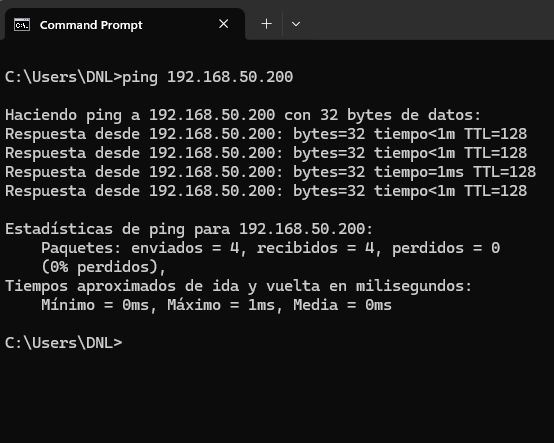 Command Prompt
C:\Users\DNL>ping 192.168.50.200
Haciendo ping a 192.168.50.200 con 32 bytes de datos:
Respuesta desde 192.168.50.200: bytes=32 tiempo<1m TTL=128
Respuesta desde 192.168.50.200: bytes=32 tiempo<1m TTL=128
Respuesta desde 192.168.50.200: bytes=32 tiempo=1ms TTL=128
Respuesta desde 192.168.50.200: bytes=32 tiempo<1m TTL=128
Estadísticas de ping para 192.168.50.200:
    Paquetes: enviados = 4, recibidos = 4, perdidos = 0
    (0% perdidos),
Tiempos aproximados de ida y vuelta en milisegundos:
    Mínimo = 0ms, Máximo = 1ms, Media = 0ms
C:\Users\DNL>